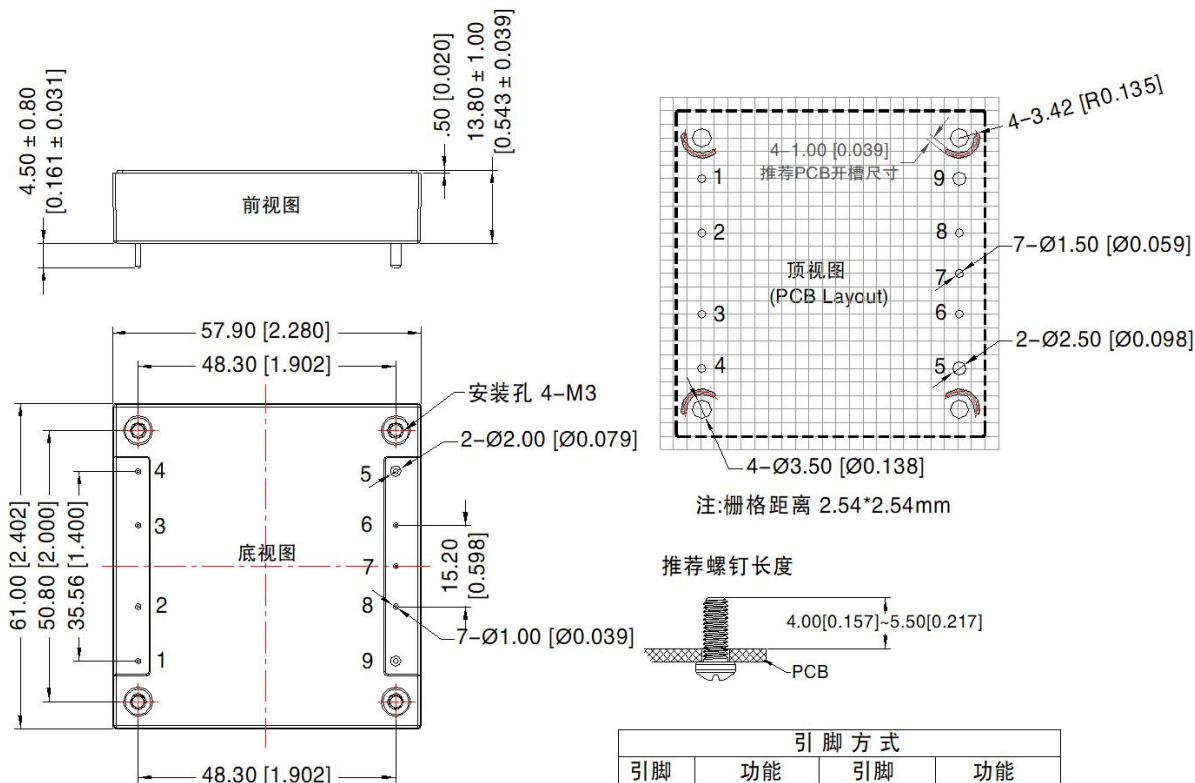 4.50 ± 0.80
[0.161 ± 0.031]
.50 [0.020]
13.80 ± 1.00
[0.543 ± 0.039]
前视图
57.90 [2.280]
48.30 [1.902]
安装孔 4-M3
2-Ø2.00 [Ø0.079]
61.00 [2.402]
50.80 [2.000]
35.56 [1.400]
4
3
2
1
底视图
5
6
7
8
9
15.20
[0.598]
7-Ø1.00 [Ø0.039]
48.30 [1.902]
4-3.42 [R0.135]
4-1.00 [0.039]
推荐PCB开槽尺寸
1
2
3
4
9
8
7
6
5
顶视图
(PCB Layout)
7-Ø1.50 [Ø0.059]
2-Ø2.50 [Ø0.098]
4-Ø3.50 [Ø0.138]
注:栅格距离 2.54*2.54mm
推荐螺钉长度
4.00[0.157]~5.50[0.217]
PCB
引 脚 方 式
引脚 功能 引脚 功能